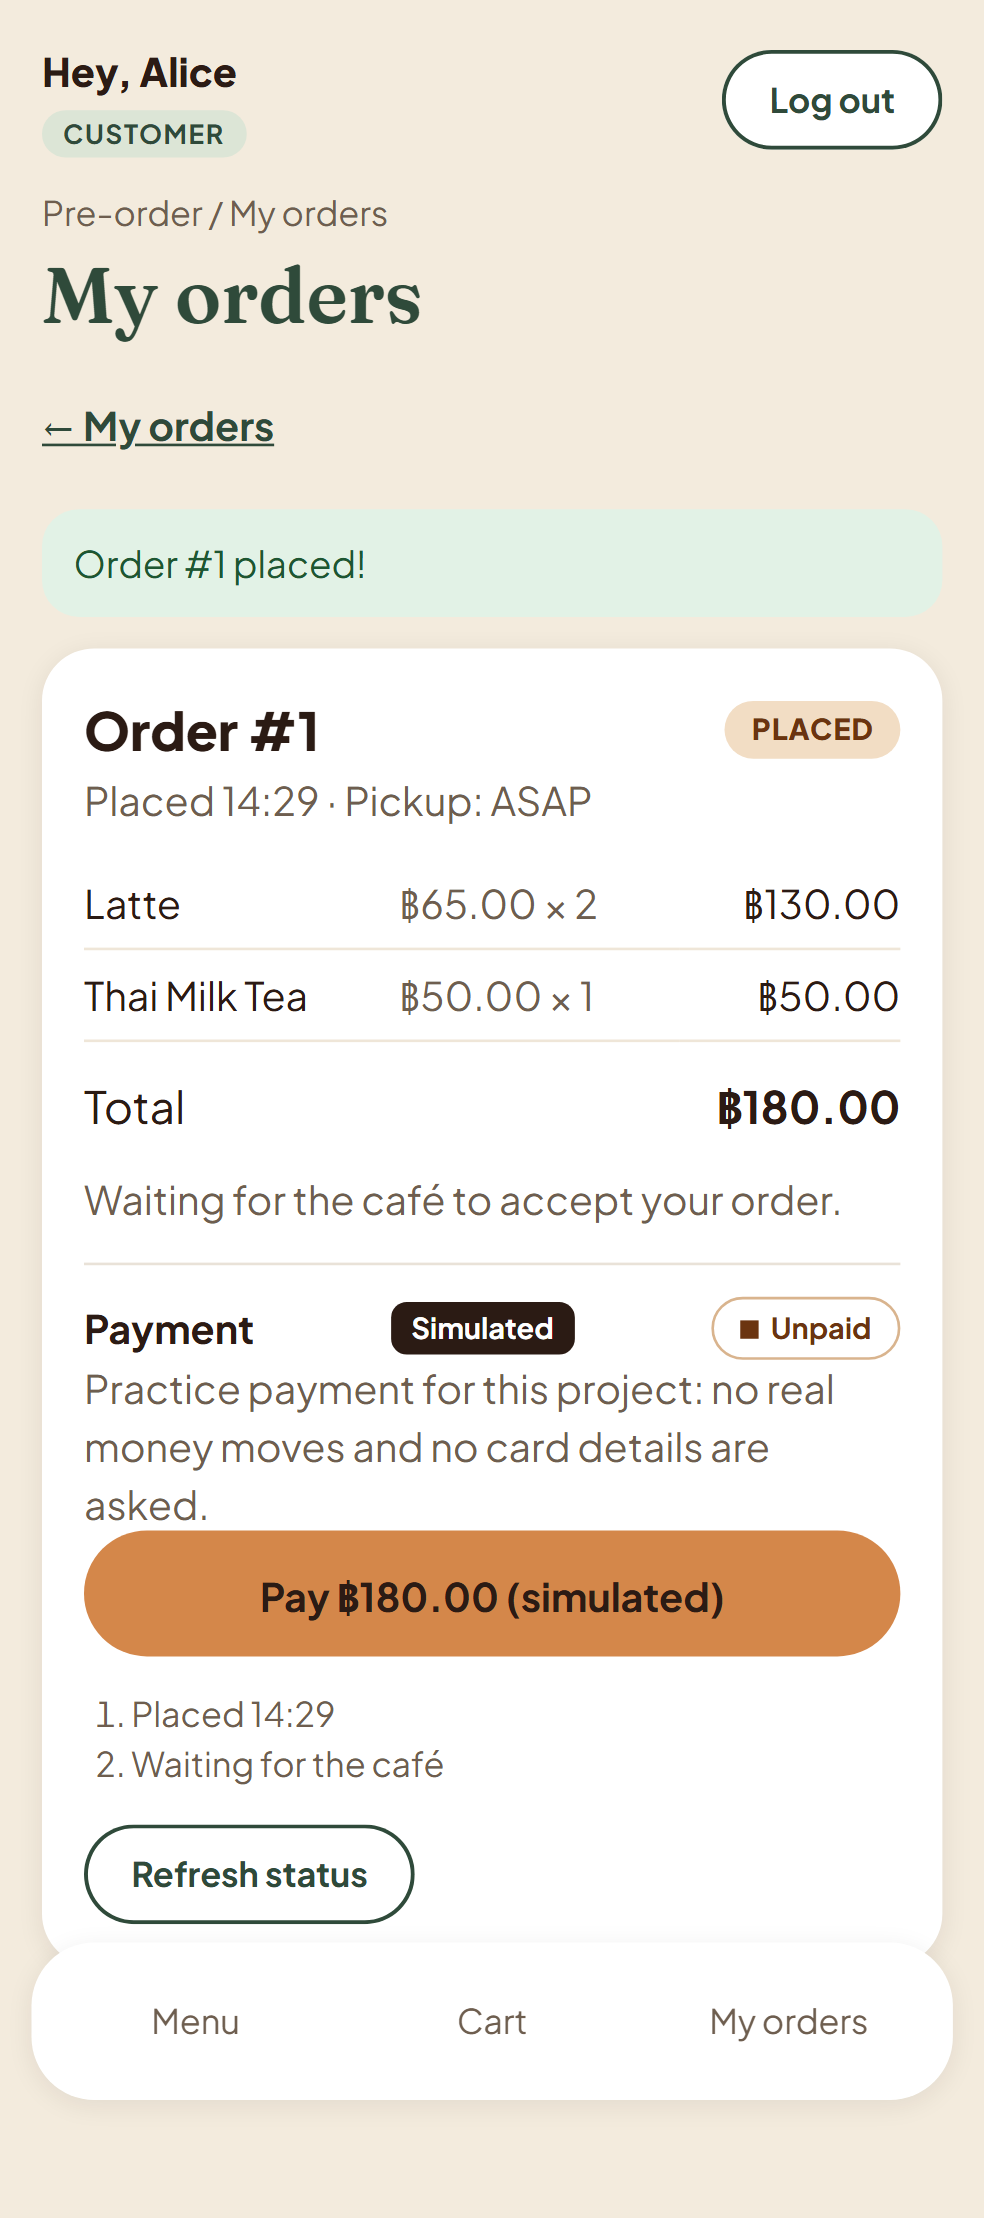 Hey, Alice
Log out
CUSTOMER
Pre-order / My orders
My orders
← My orders
Order #1 placed!
Order #1
PLACED
Placed 14:29 · Pickup: ASAP
Latte ฿65.00 × 2 ฿130.00
Thai Milk Tea ฿50.00 × 1 ฿50.00
Total ฿180.00
Waiting for the café to accept your order.
Payment Simulated ■ Unpaid
Practice payment for this project: no real
money moves and no card details are
asked.
Pay ฿180.00 (simulated)
1. Placed 14:29
2. Waiting for the café
Refresh status
Menu Cart My orders